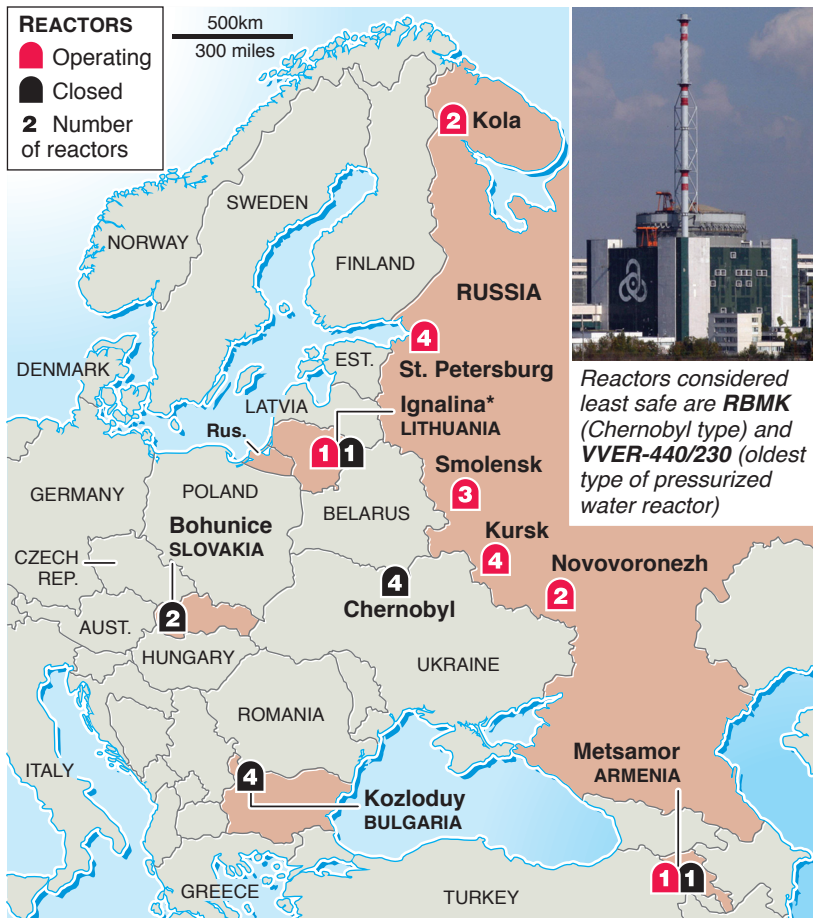 REACTORS
Operating
Closed
2 Number
of reactors
500km
300 miles
2 Kola
SWEDEN
NORWAY
FINLAND
RUSSIA
4
St. Petersburg
DENMARK
EST.
LATVIA
Ignalina*
LITHUANIA
Rus.
1 1
Reactors considered
least safe are RBMK
(Chernobyl type) and
VVER-440/230 (oldest
type of pressurized
water reactor)
Smolensk
3
GERMANY
POLAND
BELARUS
Bohunice
SLOVAKIA
Kursk
4
Novovoronezh
2
CZECH
REP.
4
Chernobyl
2
AUST.
HUNGARY
UKRAINE
ROMANIA
ITALY
Metsamor
ARMENIA
4
Kozloduy
BULGARIA
1 1
GREECE
TURKEY